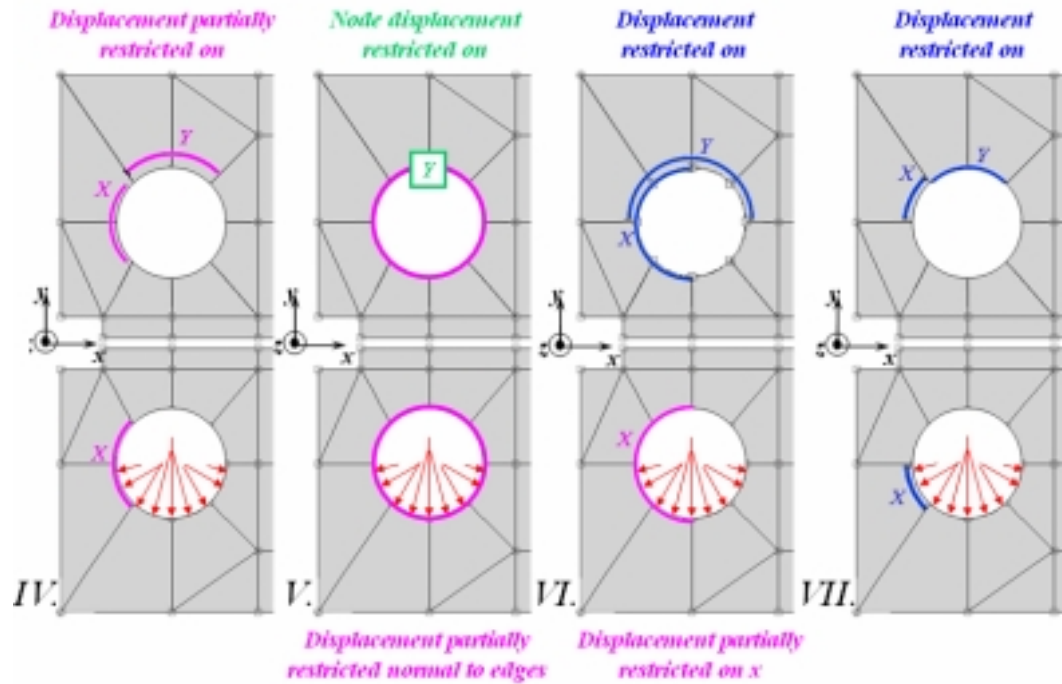 Displacement partially
restricted on
Node displacement
restricted on
Displacement
restricted on
Displacement
restricted on
Y
X
Y
Y
X
Y
X
y
x
y
x
y
x
y
x
X
X
X
IV.
V.
VI.
VII.
Displacement partially
restricted normal to edges
Displacement partially
restricted on x